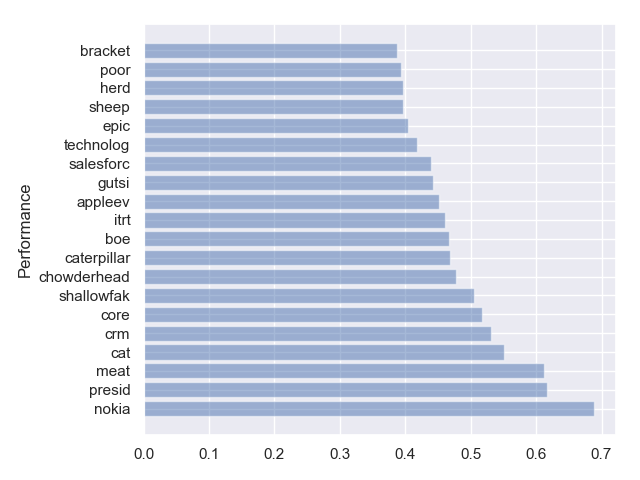 bracket
poor
herd
sheep
epic
technolog
salesforc
gutsi
appleev
itrt
boe
caterpillar
chowderhead
shallowfak
core
crm
cat
meat
presid
nokia
Performance
0.0 0.1 0.2 0.3 0.4 0.5 0.6 0.7